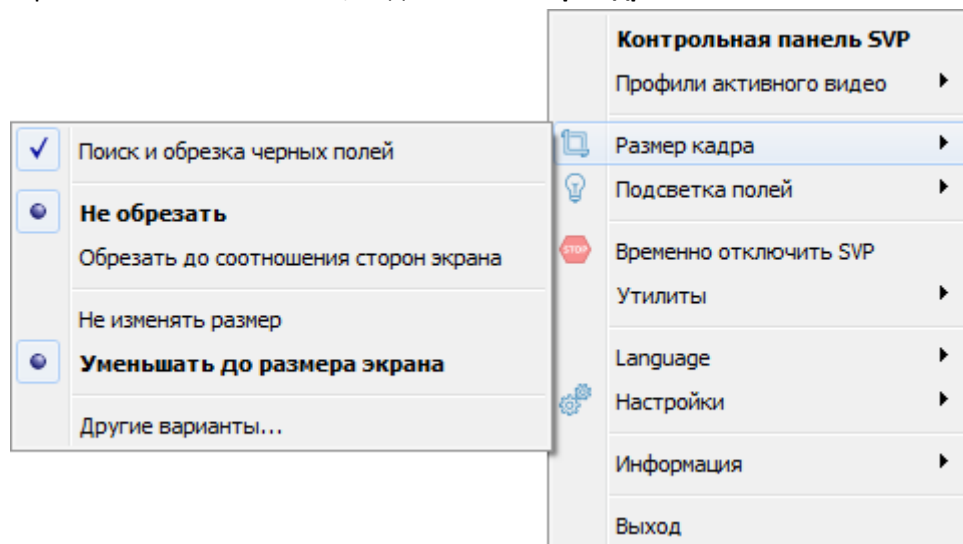 Контрольная панель SVP
Профили активного видео
Размер кадра
Подсветка полей
STOP
Временно отключить SVP
Утилиты
Language
Настройки
Информация
Выход
Поиск и обрезка черных полей
Не обрезать
Обрезать до соотношения сторон экрана
Не изменять размер
Уменьшать до размера экрана
Другие варианты...